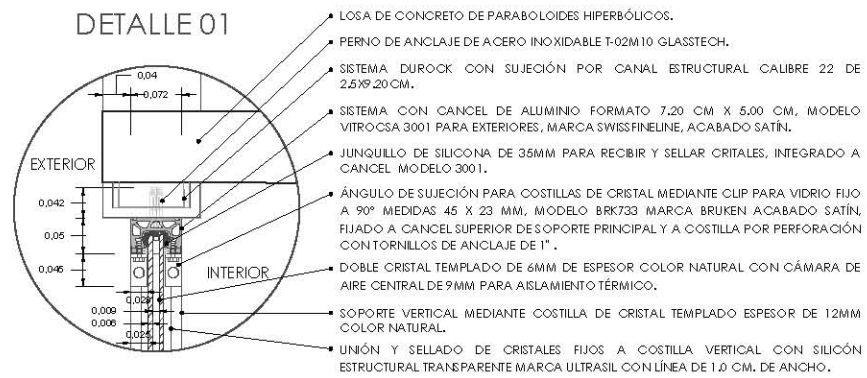 DETALLE 01
LOSA DE CONCRETO DE PARABOLOIDES HIPERBÓLICOS.
PERNO DE ANCLAJE DE ACERO INOXIDABLE T-02M10 GLASSTECH.
SISTEMA DUROCK CON SUJECIÓN POR CANAL ESTRUCTURAL CALIBRE 22 DE
2.5X9.20CM.
SISTEMA CON CANCEL DE ALUMINIO FORMATO 7.20 CM X 5.00 CM, MODELO
VITROCSA 3001 PARA EXTERIORES, MARCA SWISSFINELINE, ACABADO SATÍN.
JUNQUILLO DE SILICONA DE 35MM PARA RECIBIR Y SELLAR CRITALES, INTEGRADO A
CANCEL MODELO 3001.
ÁNGULO DE SUJECIÓN PARA COSTILLAS DE CRISTAL MEDIANTE CLIP PARA VIDRIO FIJO
A 90° MEDIDAS 45 X 23 MM, MODELO BRK733 MARCA BRUKEN ACABADO SATÍN,
FIJADO A CANCEL SUPERIOR DE SOPORTE PRINCIPAL Y A COSTILLA POR PERFORACIÓN
CON TORNILLOS DE ANCLAJE DE 1" .
DOBLE CRISTAL TEMPLADO DE 6MM DE ESPESOR COLOR NATURAL CON CÁMARA DE
AIRE CENTRAL DE 9MM PARA AISLAMIENTO TÉRMICO.
SOPORTE VERTICAL MEDIANTE COSTILLA DE CRISTAL TEMPLADO ESPESOR DE 12MM
COLOR NATURAL.
UNIÓN Y SELLADO DE CRISTALES FIJOS A COSTILLA VERTICAL CON SILICÓN
ESTRUCTURAL TRANSPARENTE MARCA ULTRASIL CON LÍNEA DE 1.0 CM. DE ANCHO.
0,04
0,072
EXTERIOR
0,042
0,05
0,045
INTERIOR
0,009
0,006